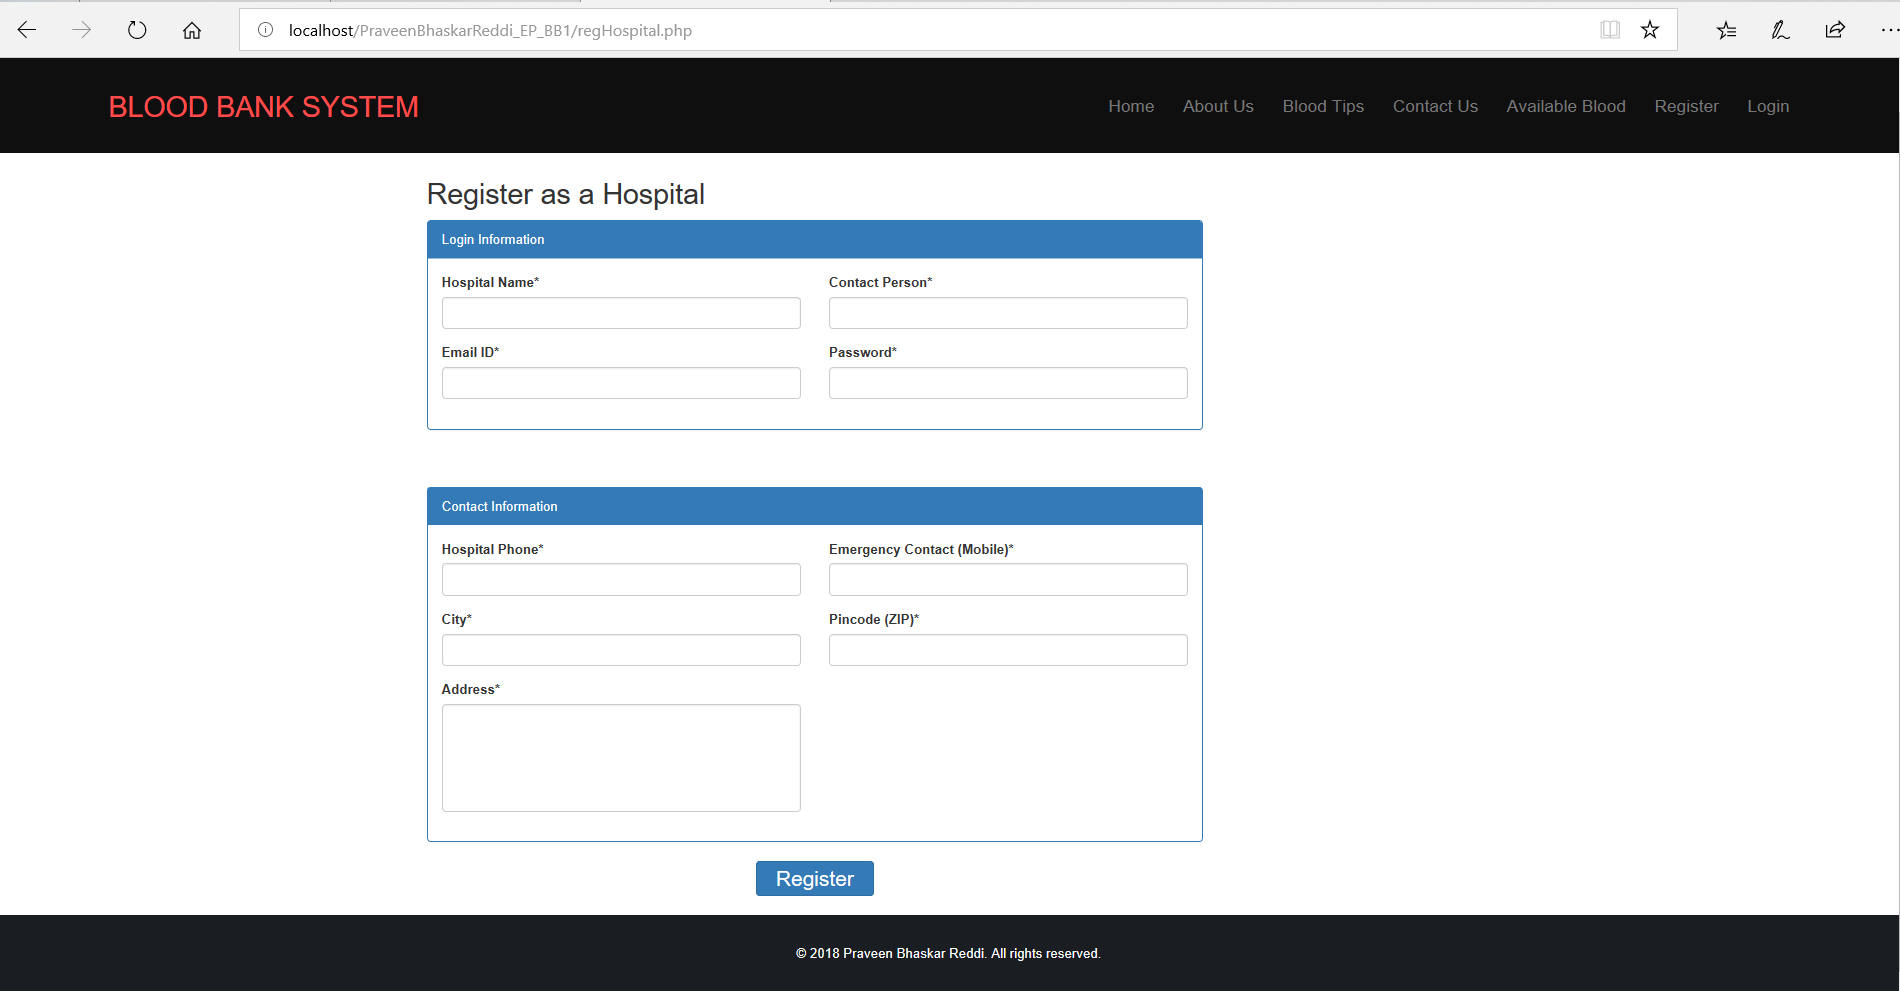 localhost/PraveenBhaskarReddi_EP_BB1/regHospital.php
BLOOD BANK SYSTEM Home About Us Blood Tips Contact Us Available Blood Register Login
Register as a Hospital
Login Information
Hospital Name* Contact Person*
Email ID* Password*
Contact Information
Hospital Phone* Emergency Contact (Mobile)*
City* Pincode (ZIP)*
Address*
Register
© 2018 Praveen Bhaskar Reddi. All rights reserved.